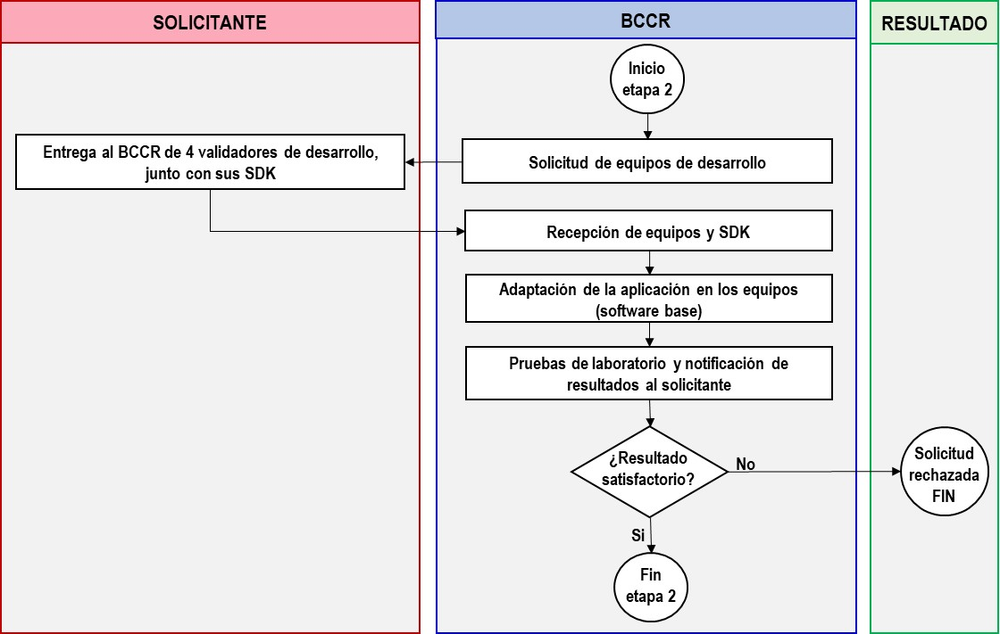 SOLICITANTE
BCCR
RESULTADO
Inicio
etapa 2
Solicitud de equipos de desarrollo
Entrega al BCCR de 4 validadores de desarrollo,
junto con sus SDK
Recepción de equipos y SDK
Adaptación de la aplicación en los equipos
(software base)
Pruebas de laboratorio y notificación de
resultados al solicitante
¿Resultado
satisfactorio?
No
Solicitud
rechazada
FIN
Si
Fin
etapa 2